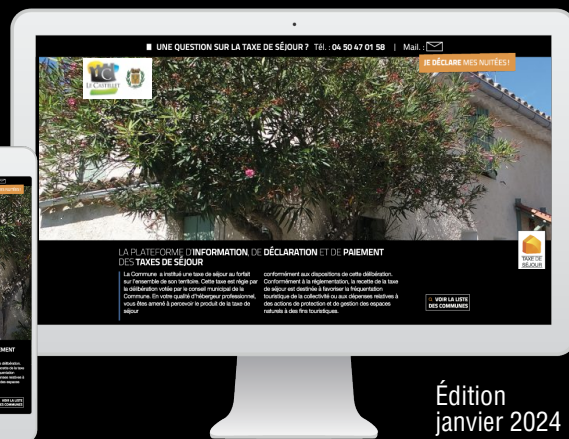 UNE QUESTION SUR LA TAXE DE SÉJOUR ? Tél. : 04 50 47 01 58 | Mail. :
JE DÉCLARE MES NUITÉES !
LE CASTELLET
LA PLATEFORME D'INFORMATION, DE DÉCLARATION ET DE PAIEMENT
DES TAXES DE SÉJOUR
La Commune a institué une taxe de séjour au forfait
sur l'ensemble de son territoire. Cette taxe est régie par
la délibération votée par le conseil municipal de la
Commune. En votre qualité d'hébergeur professionnel,
vous êtes amené à percevoir le produit de la taxe de
séjour
conformément aux dispositions de cette délibération.
Conformément à la réglementation, la recette de la taxe
de séjour est destinée à favoriser la fréquentation
touristique de la collectivité ou aux dépenses relatives à
des actions de protection et de gestion des espaces
naturels à des fins touristiques.
TAXE DE
SÉJOUR
VOIR LA LISTE
DES COMMUNES
EMENT
VOIR LA LISTE
DES COMMUNES
Édition
janvier 2024